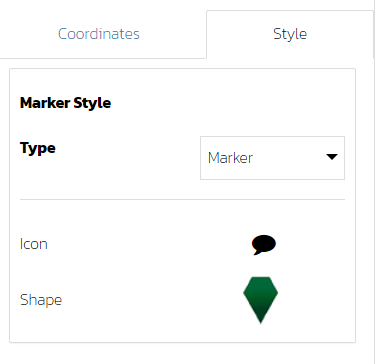 Coordinates Style
Marker Style
Type Marker
Icon
Shape